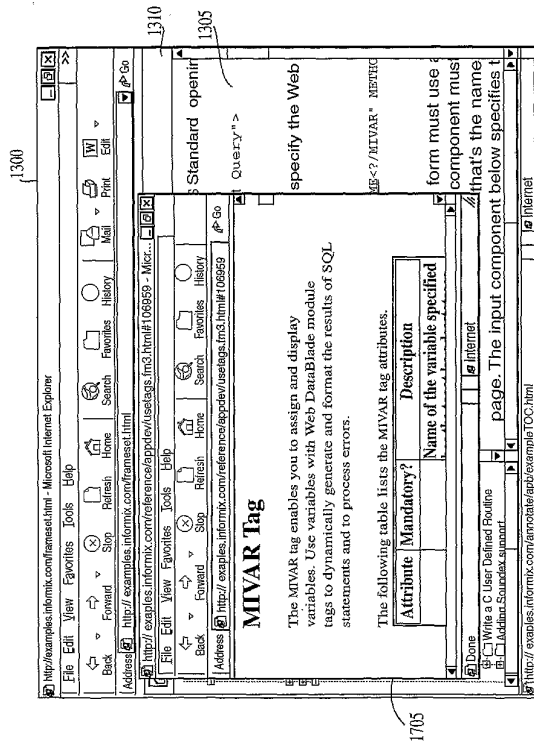 1300
http://examples.informix.com/frameset.html - Microsoft Internet Explorer
File Edit View Favorites Tools Help
Back Forward Stop Refresh Home Search Favorites History Mail Print Edit
Address http:// examples.informix.com/frameset.html Go
1310
1305
s Standard openin
t Query">
specify the Web
ME<?/MIVAR" METHO
form must use a
component mus
that's the name
page. The input component below specifies t
http:// exaples.informix.com/reference/appdev/usetags.fm3.html#106959 - Micr...
File Edit View Favorites Tools Help
Back Forward Stop Refresh Home Search Favorites History
Address http:// exaples.informix.com/reference/appdev/usetags.fm3.html#106959 Go
MIVAR Tag
The MIVAR tag enables you to assign and display
variables. Use variables with Web DataBlade module
tags to dynamically generate and format the results of SQL
statements and to process errors.
The following table lists the MIVAR tag attributes.
Attribute Mandatory? Description
Name of the variable specified
Done Internet
1705
Write a C User Defined Routine
Adding Soundex support
http:// exaples.informix.com/annotate/apb/exampleTOC.html Internet